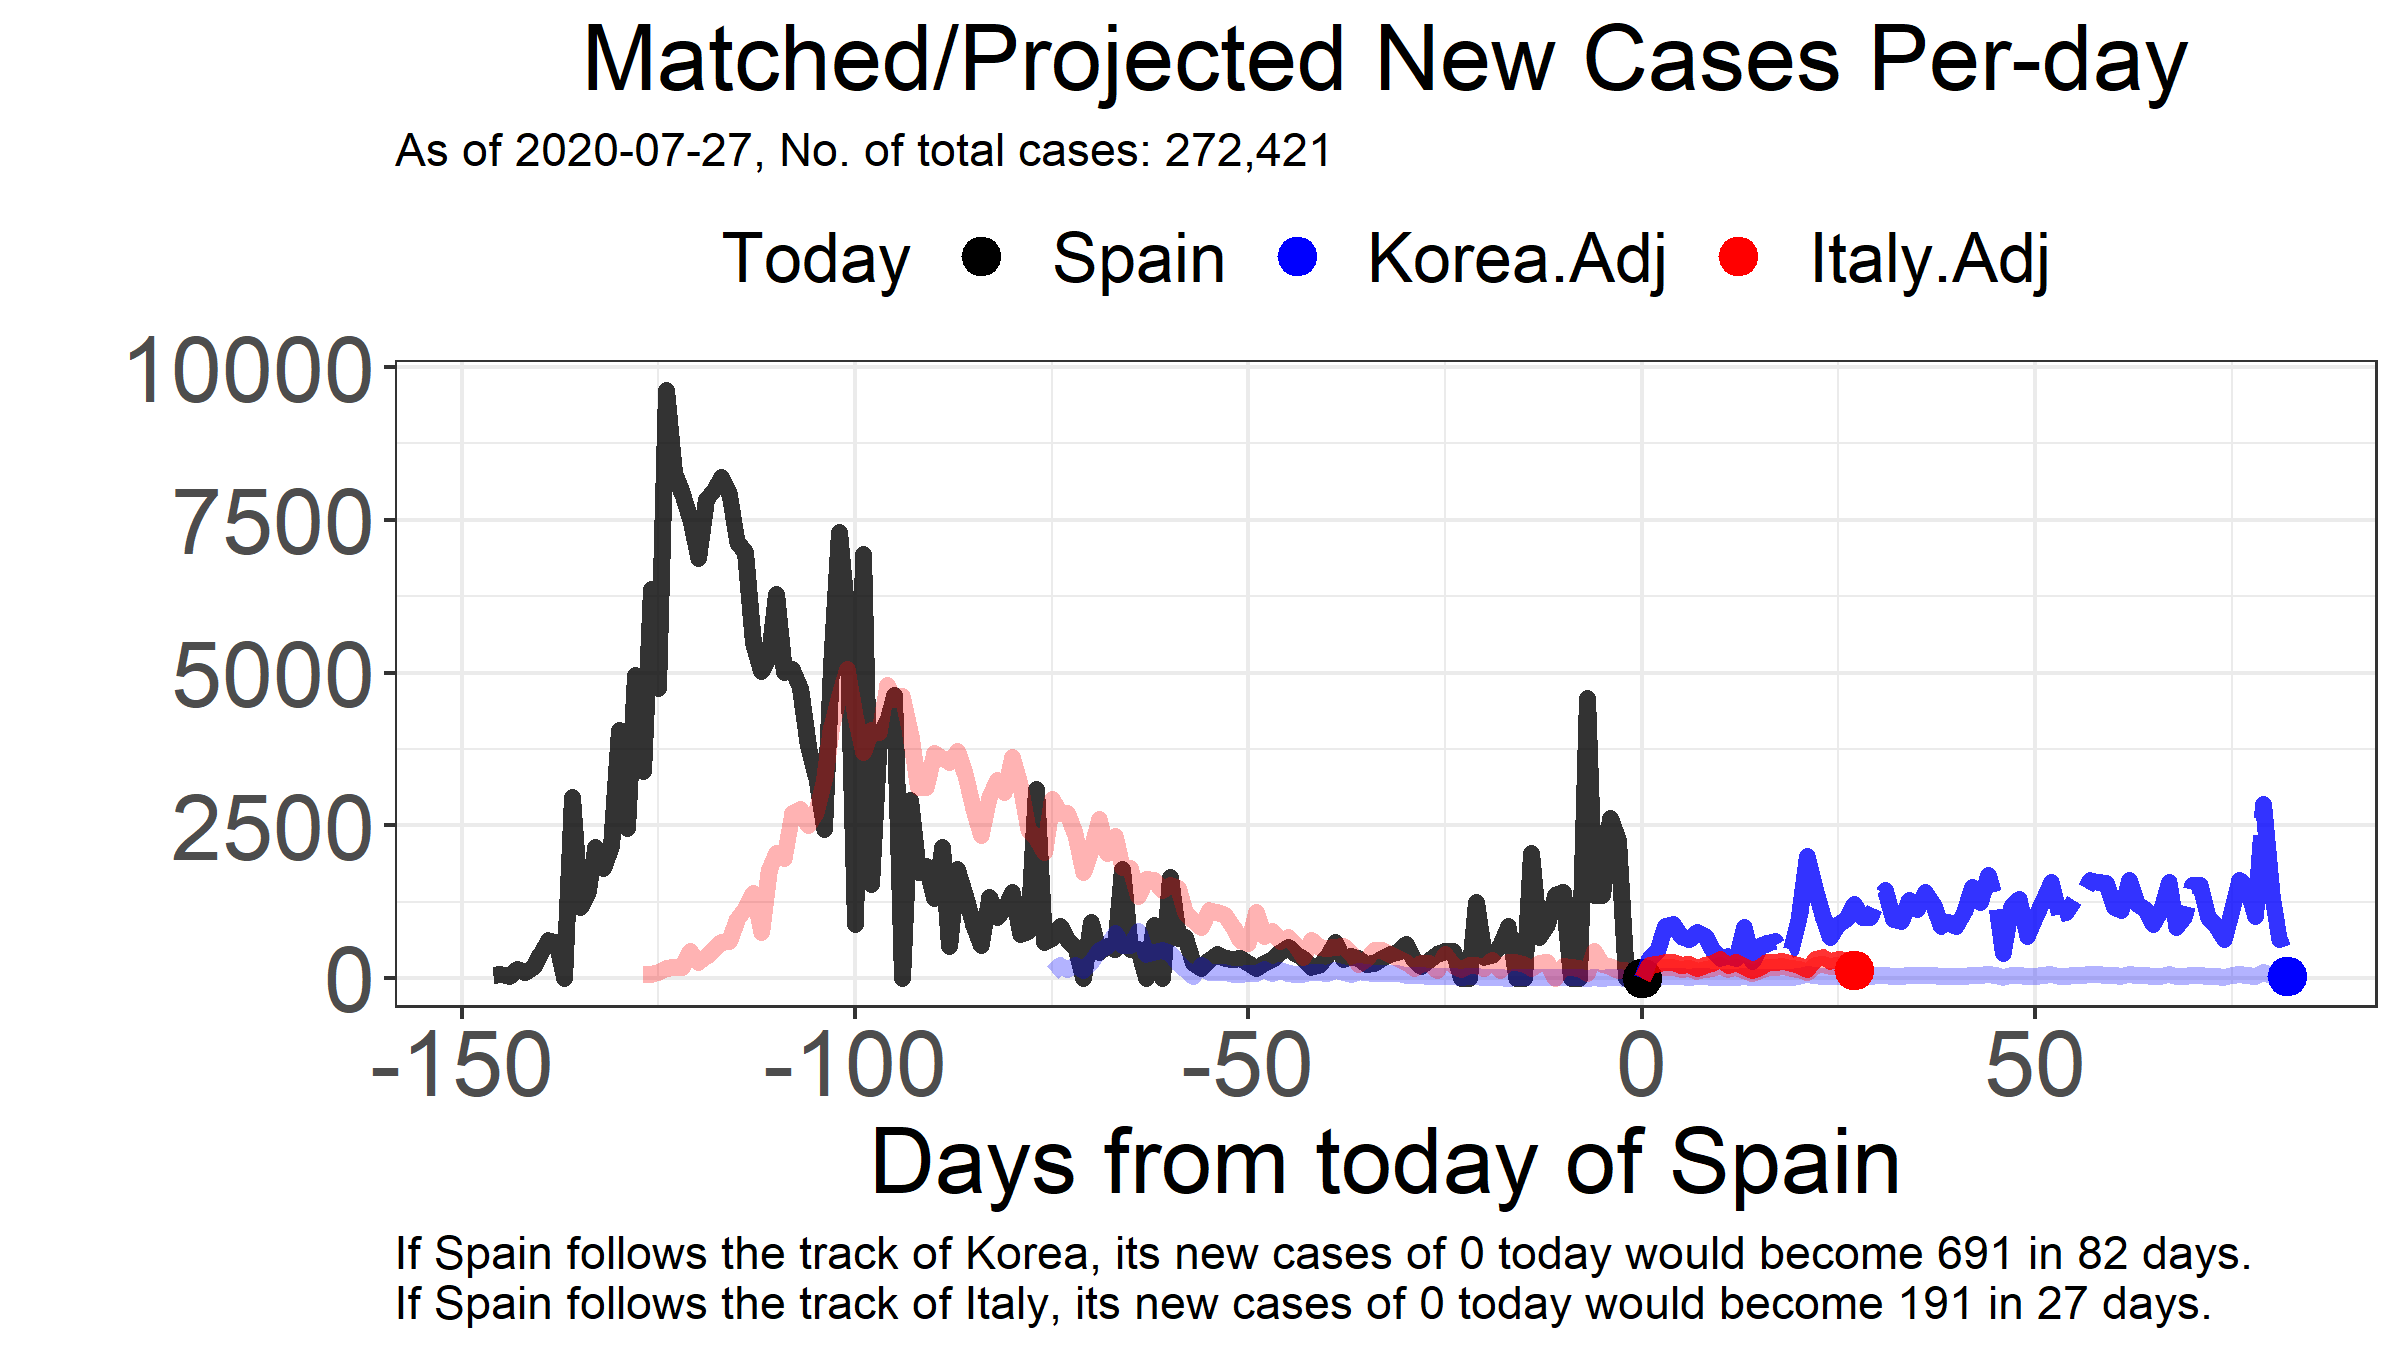 Matched/Projected New Cases Per-day
As of 2020-07-27, No. of total cases: 272,421
Today Spain Korea.Adj Italy.Adj
10000
7500
5000
2500
0
-150 -100 -50 0 50
Days from today of Spain
If Spain follows the track of Korea, its new cases of 0 today would become 691 in 82 days.
If Spain follows the track of Italy, its new cases of 0 today would become 191 in 27 days.